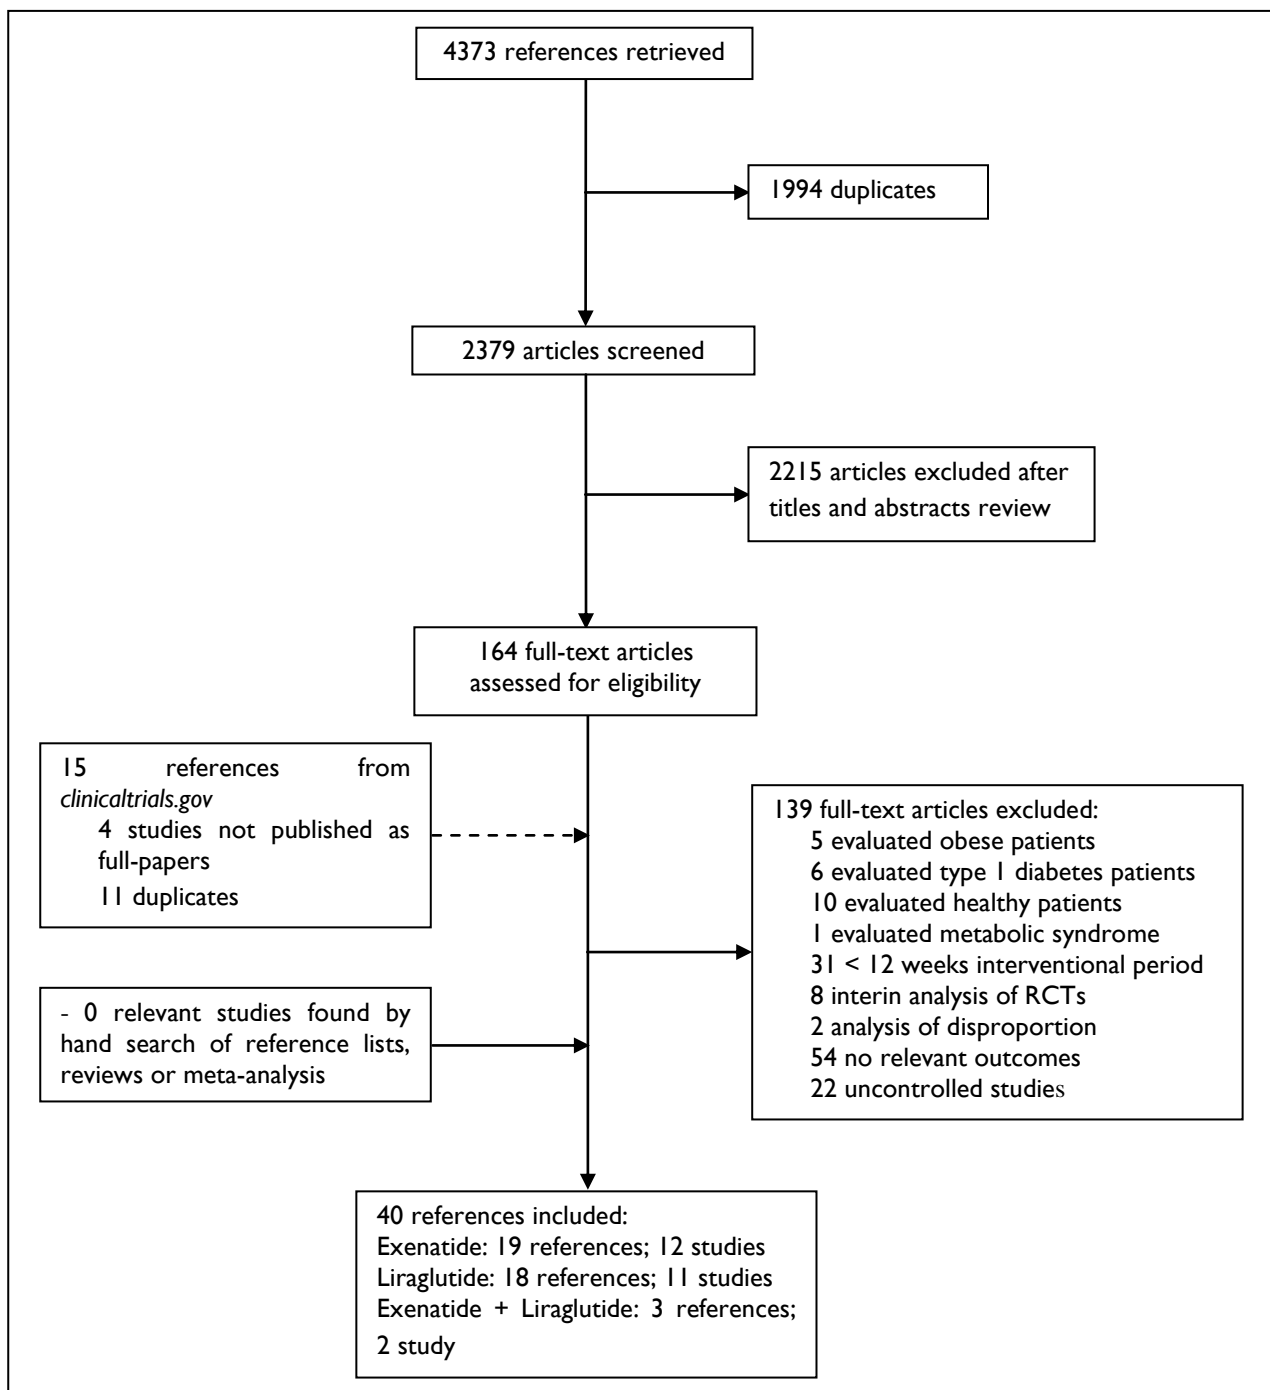 4373 references retrieved
1994 duplicates
2379 articles screened
2215 articles excluded after
titles and abstracts review
164 full-text articles
assessed for eligibility
15 references from
clinicaltrials.gov
4 studies not published as
full-papers
11 duplicates
139 full-text articles excluded:
5 evaluated obese patients
6 evaluated type 1 diabetes patients
10 evaluated healthy patients
1 evaluated metabolic syndrome
31 < 12 weeks interventional period
8 interin analysis of RCTs
2 analysis of disproportion
54 no relevant outcomes
22 uncontrolled studies
- 0 relevant studies found by
hand search of reference lists,
reviews or meta-analysis
40 references included:
Exenatide: 19 references; 12 studies
Liraglutide: 18 references; 11 studies
Exenatide + Liraglutide: 3 references;
2 study